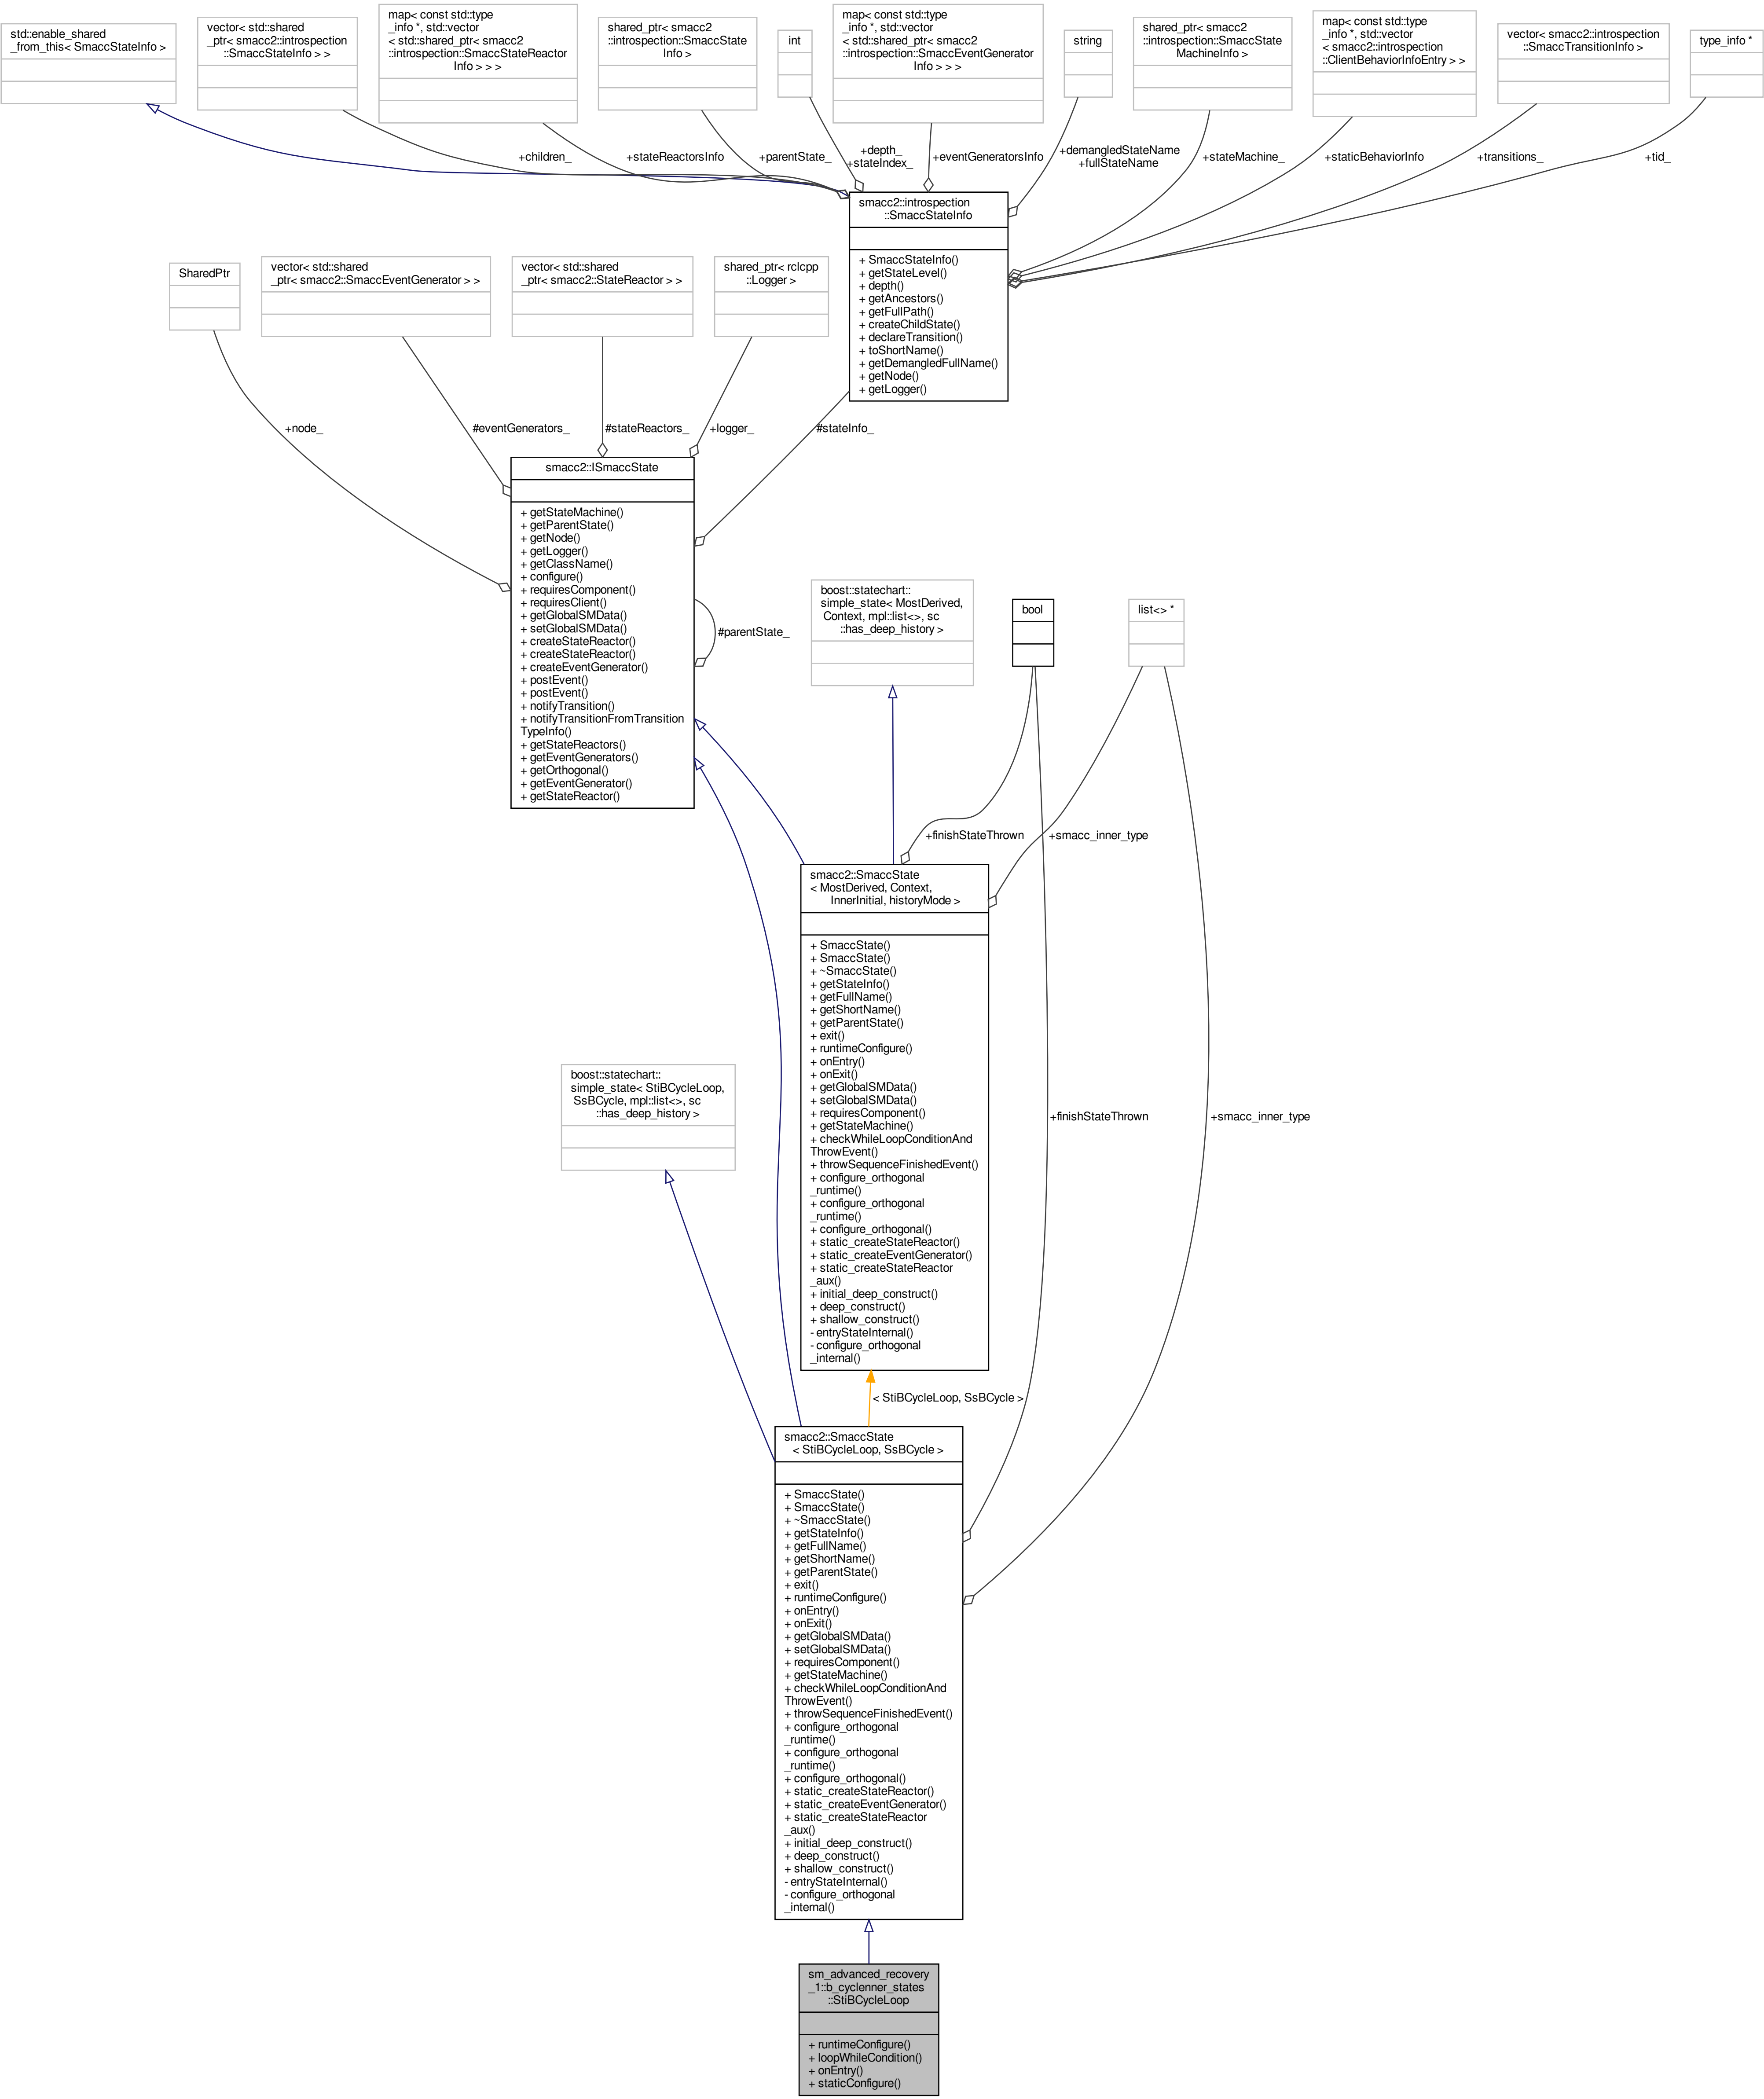 std::enable_shared
_from_this< SmaccStateInfo >
vector< std::shared
_ptr< smacc2::introspection
::SmaccStateInfo > >
map< const std::type
_info *, std::vector
< std::shared_ptr< smacc2
::introspection::SmaccStateReactor
Info > > >
shared_ptr< smacc2
::introspection::SmaccState
Info >
int
map< const std::type
_info *, std::vector
< std::shared_ptr< smacc2
::introspection::SmaccEventGenerator
Info > > >
string
shared_ptr< smacc2
::introspection::SmaccState
MachineInfo >
map< const std::type
_info *, std::vector
< smacc2::introspection
::ClientBehaviorInfoEntry > >
vector< smacc2::introspection
::SmaccTransitionInfo >
type_info *
+children_
+stateReactorsInfo
+parentState_
+depth_
+stateIndex_
+eventGeneratorsInfo
+demangledStateName
+fullStateName
+stateMachine_
+staticBehaviorInfo
+transitions_
+tid_
smacc2::introspection
::SmaccStateInfo
+ SmaccStateInfo()
+ getStateLevel()
+ depth()
+ getAncestors()
+ getFullPath()
+ createChildState()
+ declareTransition()
+ toShortName()
+ getDemangledFullName()
+ getNode()
+ getLogger()
SharedPtr
vector< std::shared
_ptr< smacc2::SmaccEventGenerator > >
vector< std::shared
_ptr< smacc2::StateReactor > >
shared_ptr< rclcpp
::Logger >
+node_
#eventGenerators_
#stateReactors_
+logger_
#stateInfo_
smacc2::ISmaccState
+ getStateMachine()
+ getParentState()
+ getNode()
+ getLogger()
+ getClassName()
+ configure()
+ requiresComponent()
+ requiresClient()
+ getGlobalSMData()
+ setGlobalSMData()
+ createStateReactor()
+ createStateReactor()
+ createEventGenerator()
+ postEvent()
+ postEvent()
+ notifyTransition()
+ notifyTransitionFromTransition
TypeInfo()
+ getStateReactors()
+ getEventGenerators()
+ getOrthogonal()
+ getEventGenerator()
+ getStateReactor()
#parentState_
boost::statechart::
simple_state< MostDerived,
Context, mpl::list<>, sc
::has_deep_history >
bool
list<> *
+finishStateThrown
+smacc_inner_type
smacc2::SmaccState
< MostDerived, Context,
InnerInitial, historyMode >
+ SmaccState()
+ SmaccState()
+ ~SmaccState()
+ getStateInfo()
+ getFullName()
+ getShortName()
+ getParentState()
+ exit()
+ runtimeConfigure()
+ onEntry()
+ onExit()
+ getGlobalSMData()
+ setGlobalSMData()
+ requiresComponent()
+ getStateMachine()
+ checkWhileLoopConditionAnd
ThrowEvent()
+ throwSequenceFinishedEvent()
+ configure_orthogonal
_runtime()
+ configure_orthogonal
_runtime()
+ configure_orthogonal()
+ static_createStateReactor()
+ static_createEventGenerator()
+ static_createStateReactor
_aux()
+ initial_deep_construct()
+ deep_construct()
+ shallow_construct()
- entryStateInternal()
- configure_orthogonal
_internal()
boost::statechart::
simple_state< StiBCycleLoop,
SsBCycle, mpl::list<>, sc
::has_deep_history >
+finishStateThrown
+smacc_inner_type
< StiBCycleLoop, SsBCycle >
smacc2::SmaccState
< StiBCycleLoop, SsBCycle >
+ SmaccState()
+ SmaccState()
+ ~SmaccState()
+ getStateInfo()
+ getFullName()
+ getShortName()
+ getParentState()
+ exit()
+ runtimeConfigure()
+ onEntry()
+ onExit()
+ getGlobalSMData()
+ setGlobalSMData()
+ requiresComponent()
+ getStateMachine()
+ checkWhileLoopConditionAnd
ThrowEvent()
+ throwSequenceFinishedEvent()
+ configure_orthogonal
_runtime()
+ configure_orthogonal
_runtime()
+ configure_orthogonal()
+ static_createStateReactor()
+ static_createEventGenerator()
+ static_createStateReactor
_aux()
+ initial_deep_construct()
+ deep_construct()
+ shallow_construct()
- entryStateInternal()
- configure_orthogonal
_internal()
sm_advanced_recovery
_1::b_cyclenner_states
::StiBCycleLoop
+ runtimeConfigure()
+ loopWhileCondition()
+ onEntry()
+ staticConfigure()